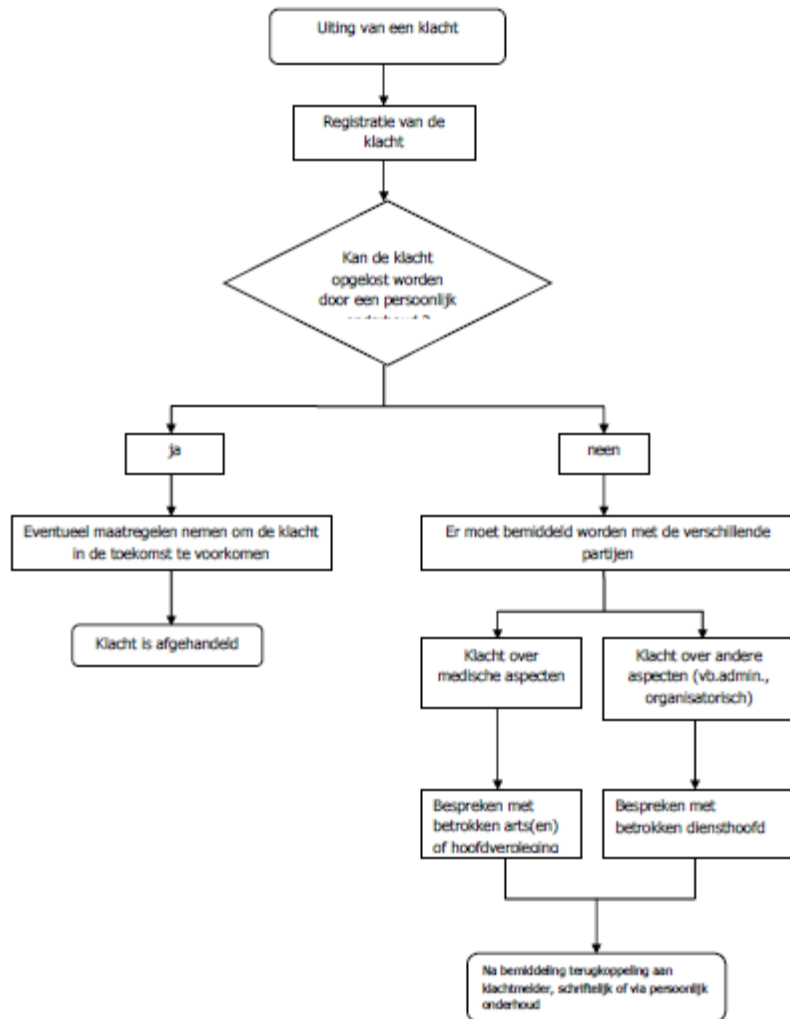 Uiting van een klacht
Registratie van de
klacht
Kan de klacht
opgelost worden
door een persoonlijk
onderhoud ?
ja
neen
Eventueel maatregelen nemen om de klacht
in de toekomst te voorkomen
Er moet bemiddeld worden met de verschillende
partijen
Klacht is afgehandeld
Klacht over
medische aspecten
Klacht over andere
aspecten (vb.admin.,
organisatorisch)
Bespreken met
betrokken arts(en)
of hoofdverpleging
Bespreken met
betrokken diensthoofd
Na bemiddeling terugkoppeling aan
klachtmelder, schriftelijk of via persoonlijk
onderhoud